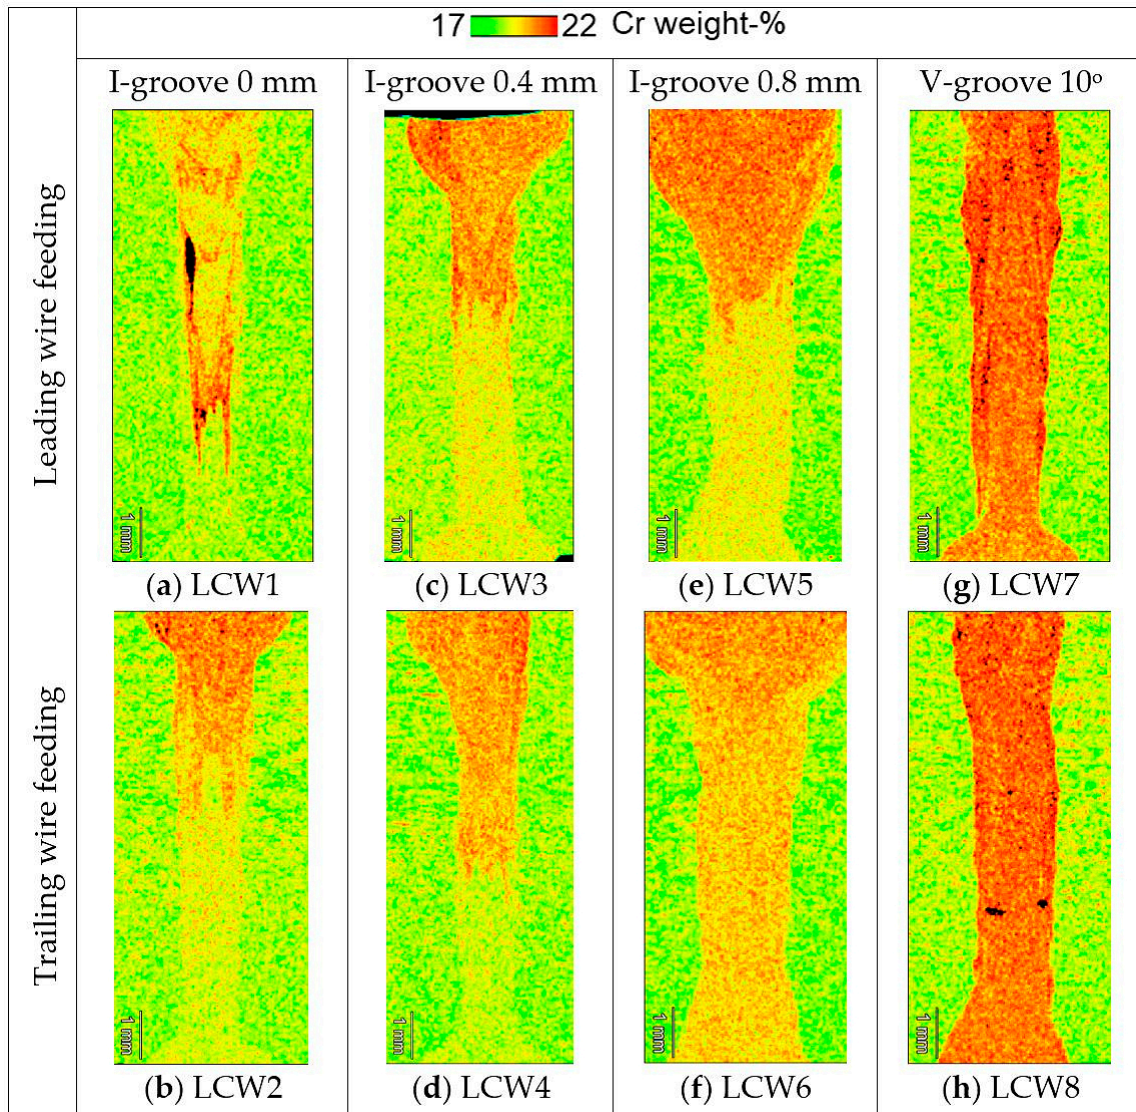 17 22 Cr weight-%
I-groove 0 mm I-groove 0.4 mm I-groove 0.8 mm V-groove 10°
Leading wire feeding
1 mm 1 mm 1 mm 1 mm
(a) LCW1 (c) LCW3 (e) LCW5 (g) LCW7
Trailing wire feeding
1 mm 1 mm 1 mm 1 mm
(b) LCW2 (d) LCW4 (f) LCW6 (h) LCW8